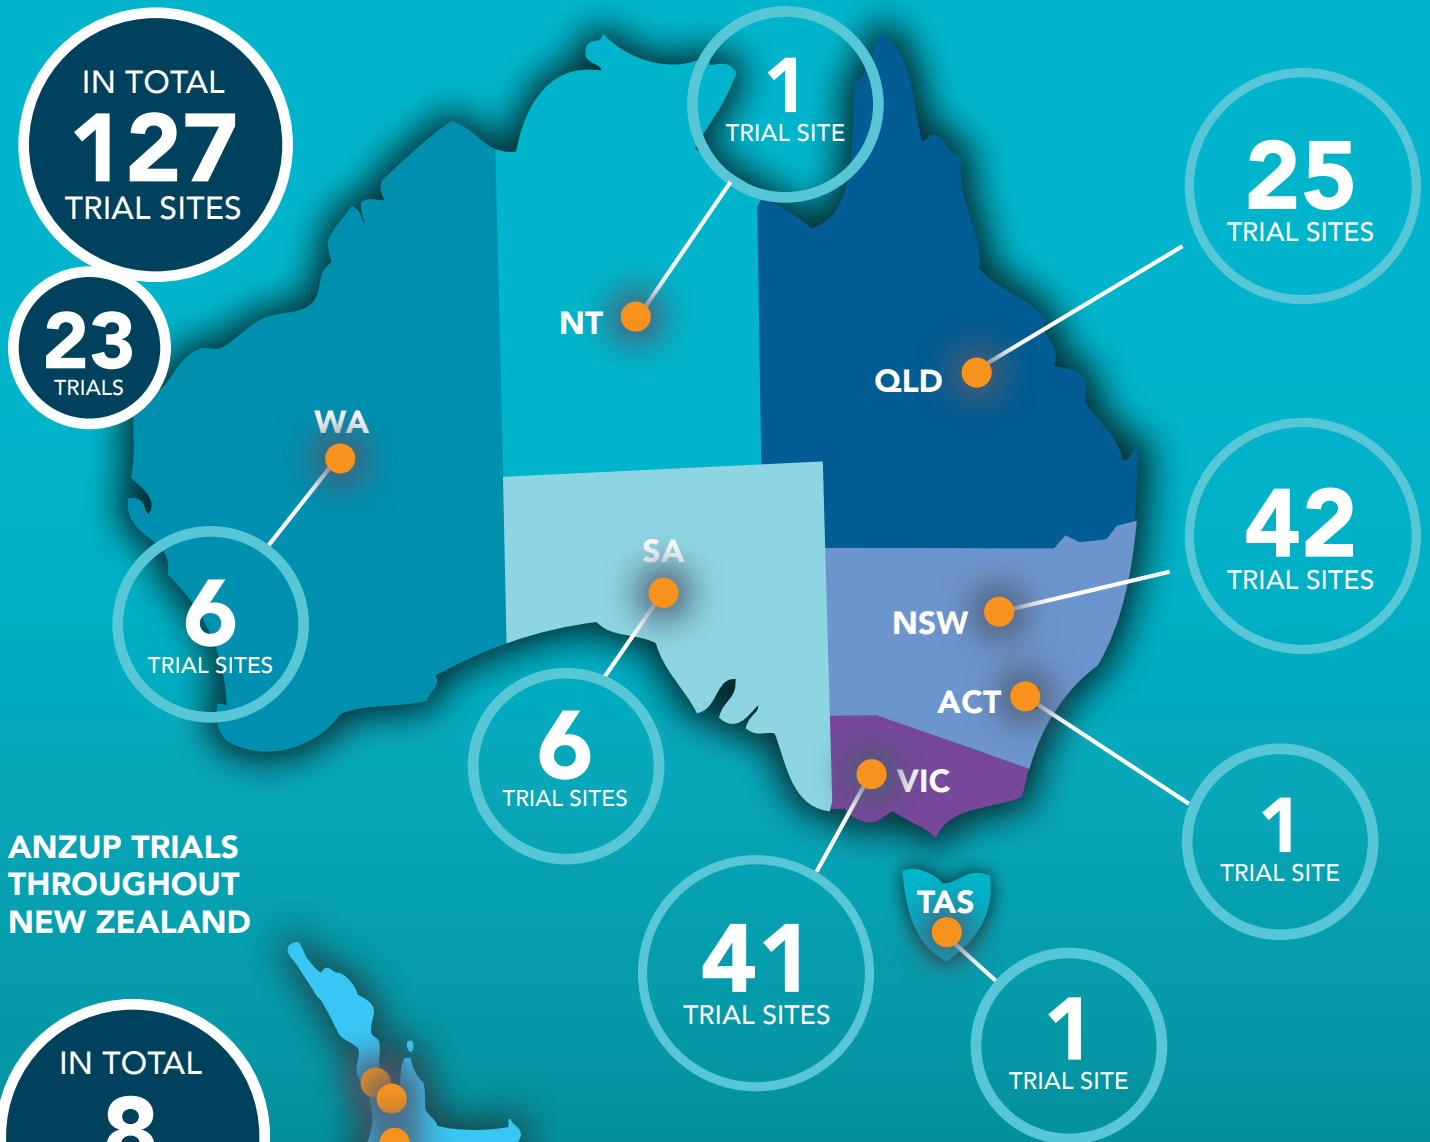 IN TOTAL
127
TRIAL SITES
23
TRIALS
1
TRIAL SITE
NT
25
TRIAL SITES
QLD
WA
6
TRIAL SITES
SA
6
TRIAL SITES
42
TRIAL SITES
NSW
ACT
1
TRIAL SITE
VIC
41
TRIAL SITES
TAS
1
TRIAL SITE
ANZUP TRIALS
THROUGHOUT
NEW ZEALAND
IN TOTAL
8